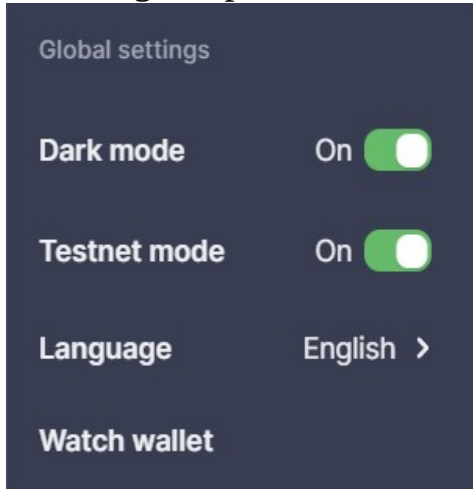 Global settings
Dark mode On
Testnet mode On
Language English >
Watch wallet